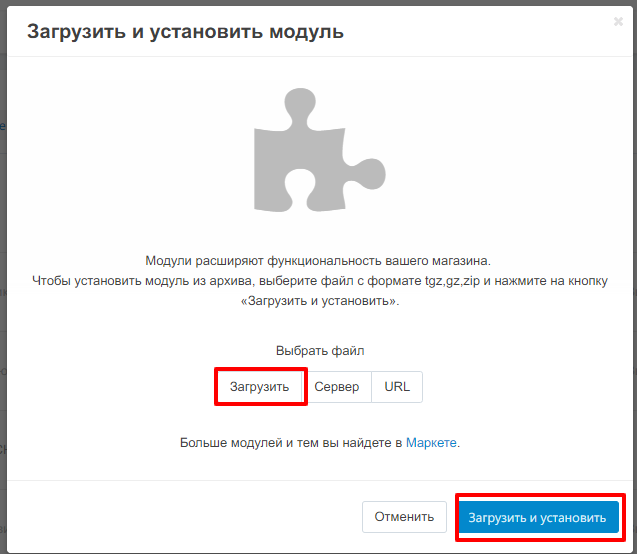 Загрузить и установить модуль
×
Модули расширяют функциональность вашего магазина.
Чтобы установить модуль из архива, выберите файл с формате tgz,gz,zip и нажмите на кнопку
«Загрузить и установить».
Выбрать файл
Загрузить Сервер URL
Больше модулей и тем вы найдете в Маркете.
Отменить Загрузить и установить